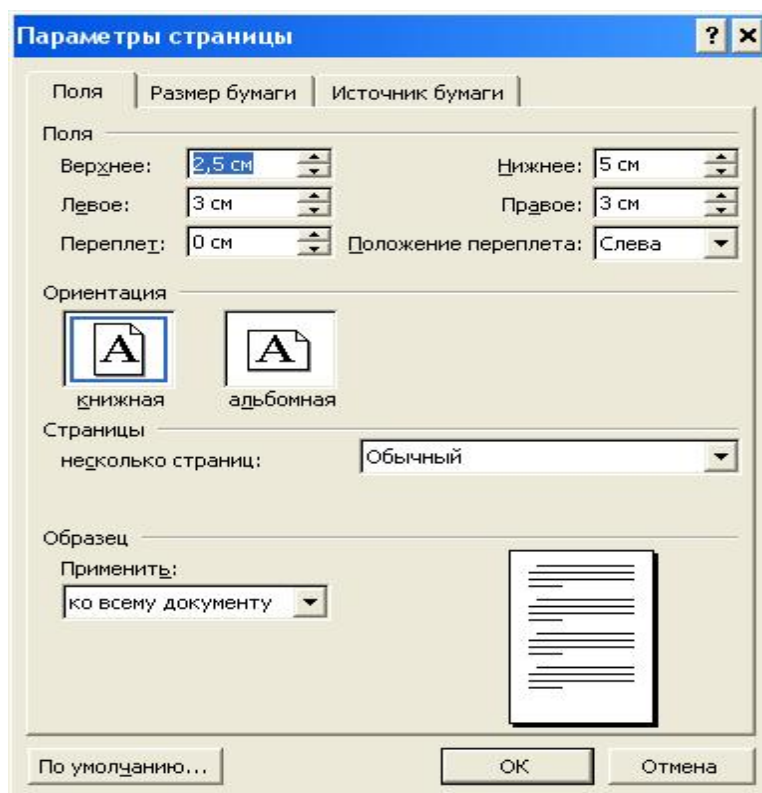 Параметры страницы
Поля Размер бумаги Источник бумаги
Поля
Верхнее: 2,5 см Нижнее: 5 см
Левое: 3 см Правое: 3 см
Переплет: 0 см Положение переплета: Слева
Ориентация
A A
книжная альбомная
Страницы
несколько страниц: Обычный
Образец
Применить:
ко всему документу
По умолчанию... ОК Отмена